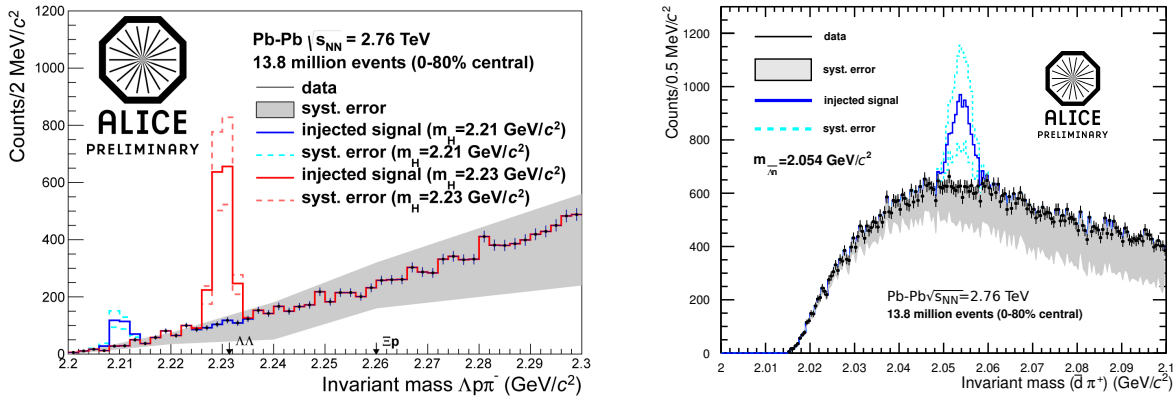 Counts/2 MeV/c²
1200
1000
800
600
400
200
0
ALICE
PRELIMINARY
Pb-Pb √sNN = 2.76 TeV
13.8 million events (0-80% central)
data
syst. error
injected signal (mH=2.21 GeV/c²)
syst. error (mH=2.21 GeV/c²)
injected signal (mH=2.23 GeV/c²)
syst. error (mH=2.23 GeV/c²)
ΛΛ
Ξp
2.2 2.21 2.22 2.23 2.24 2.25 2.26 2.27 2.28 2.29 2.3
Invariant mass Λpπ⁻ (GeV/c²)
Counts/0.5 MeV/c²
1200
1000
800
600
400
200
0
data
syst. error
injected signal
syst. error
mΛn=2.054 GeV/c²
ALICE
PRELIMINARY
Pb-Pb√sNN=2.76 TeV
13.8 million events (0-80% central)
2 2.01 2.02 2.03 2.04 2.05 2.06 2.07 2.08 2.09 2.1
Invariant mass (d̄ π⁺) (GeV/c²)